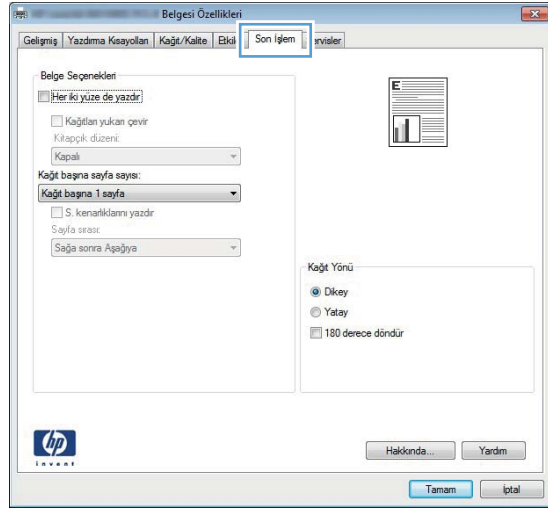 Belgesi Özellikleri
Gelişmiş Yazdırma Kısayolları Kağıt/Kalite Son İşlem
Belge Seçenekleri
Her iki yüze de yazdır
Kağıtları yukarı çevir
Kitapçık düzeni:
Kapalı
Kağıt başına sayfa sayısı:
Kağıt başına 1 sayfa
S. kenarlıklarını yazdır
Sayfa sırası:
Sağa sonra Aşağıya
E
Kağıt Yönü
Dikey
Yatay
180 derece döndür
hp
invent
Hakkında... Yardım
Tamam İptal